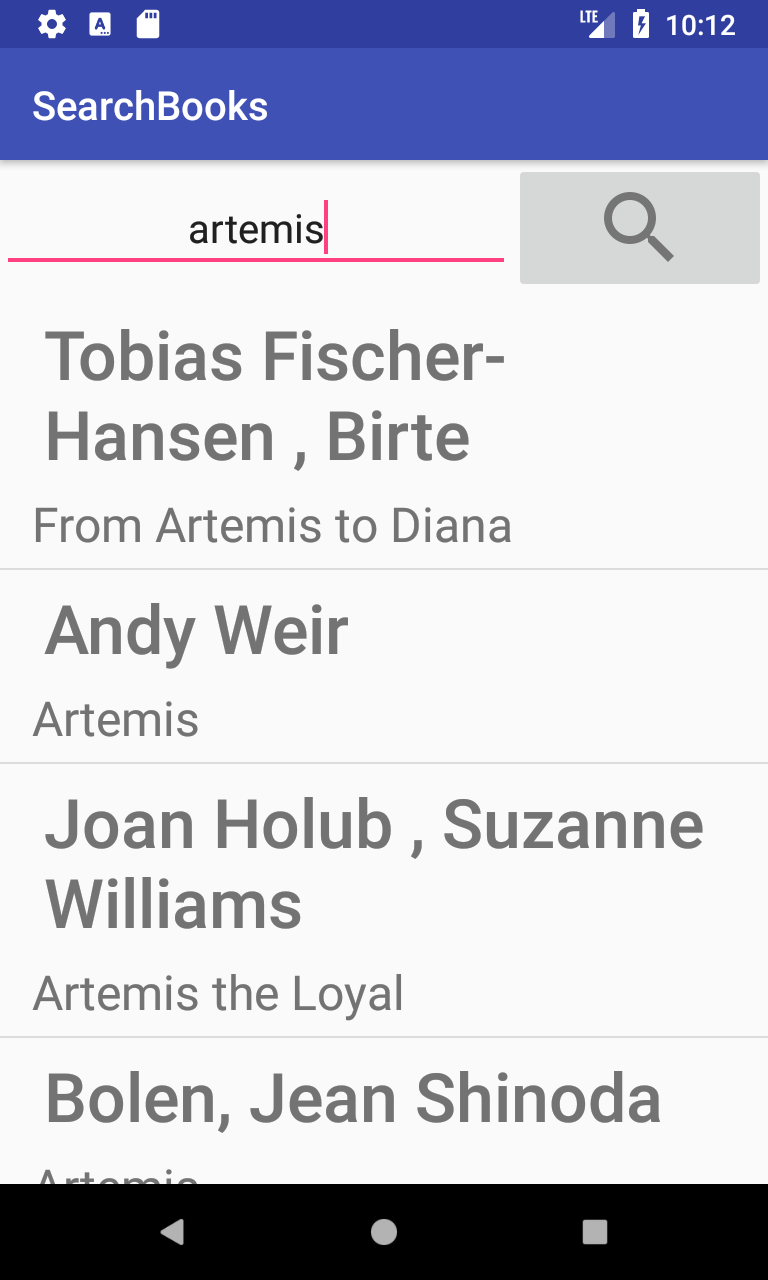 LTE 10:12
SearchBooks
artemis
Tobias Fischer-
Hansen , Birte
From Artemis to Diana
Andy Weir
Artemis
Joan Holub , Suzanne
Williams
Artemis the Loyal
Bolen, Jean Shinoda
Artemis